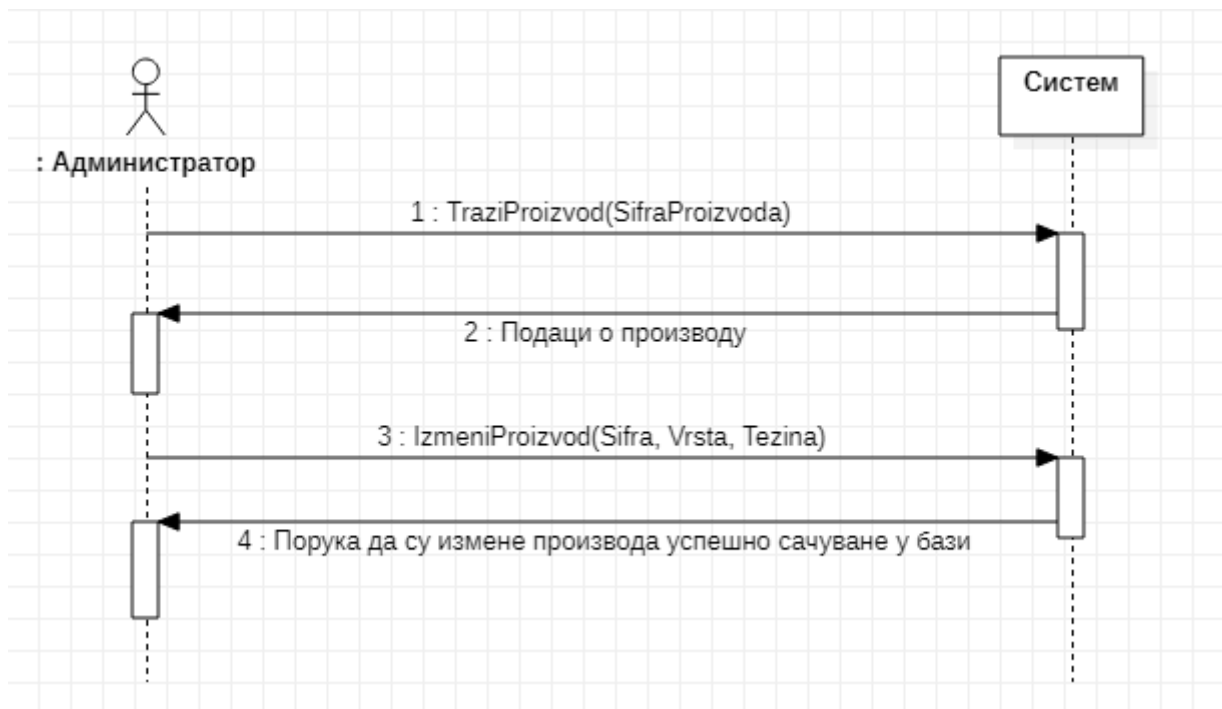 Систем
: Администратор
1 : TraziProizvod(SifraProizvoda)
2 : Подаци о производу
3 : IzmeniProizvod(Sifra, Vrsta, Tezina)
4 : Порука да су измене производа успешно сачуване у бази